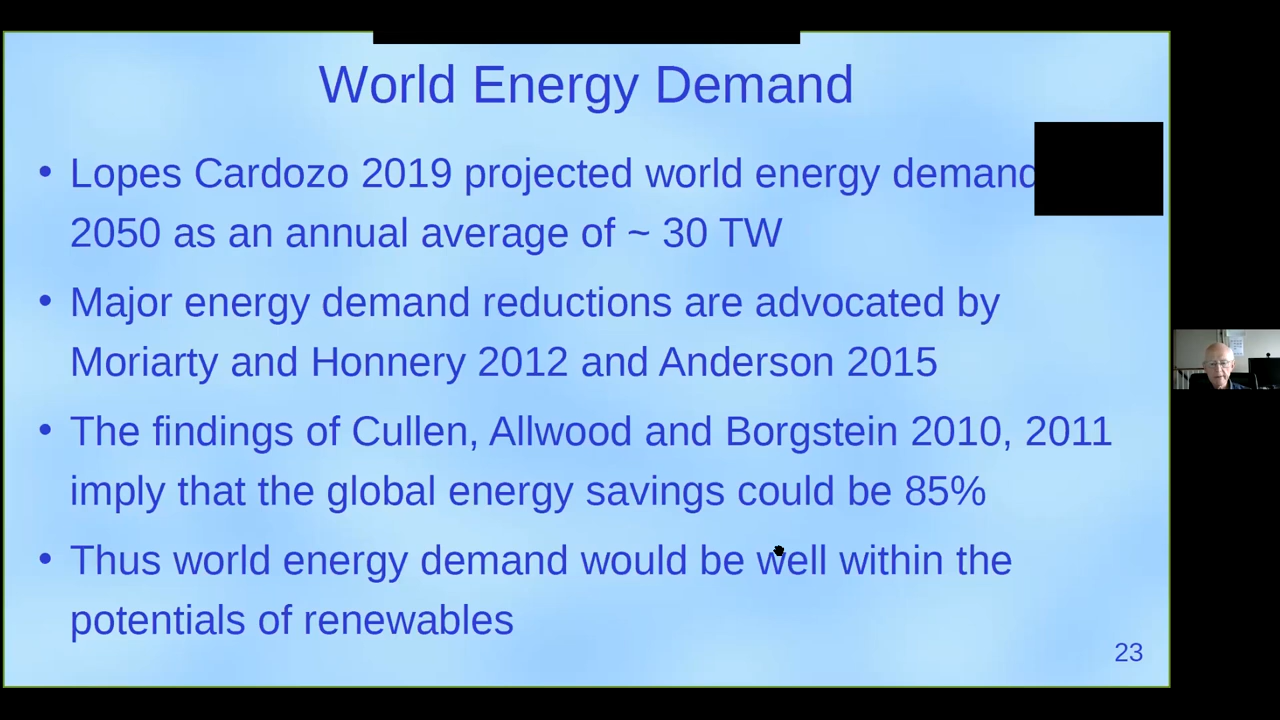 World Energy Demand
• Lopes Cardozo 2019 projected world energy demand
2050 as an annual average of ~ 30 TW
• Major energy demand reductions are advocated by
Moriarty and Honnery 2012 and Anderson 2015
• The findings of Cullen, Allwood and Borgstein 2010, 2011
imply that the global energy savings could be 85%
• Thus world energy demand would be well within the
potentials of renewables
23